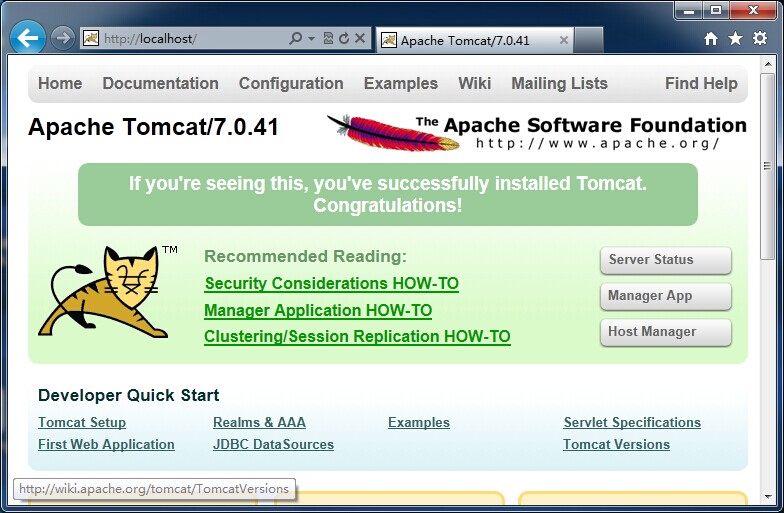 http://localhost/
Apache Tomcat/7.0.41
Home Documentation Configuration Examples Wiki Mailing Lists Find Help
Apache Tomcat/7.0.41
The Apache Software Foundation
http://www.apache.org/
If you're seeing this, you've successfully installed Tomcat.
Congratulations!
TM
Recommended Reading:
Security Considerations HOW-TO
Manager Application HOW-TO
Clustering/Session Replication HOW-TO
Server Status
Manager App
Host Manager
Developer Quick Start
Tomcat Setup Realms & AAA Examples Servlet Specifications
First Web Application JDBC DataSources Tomcat Versions
http://wiki.apache.org/tomcat/TomcatVersions